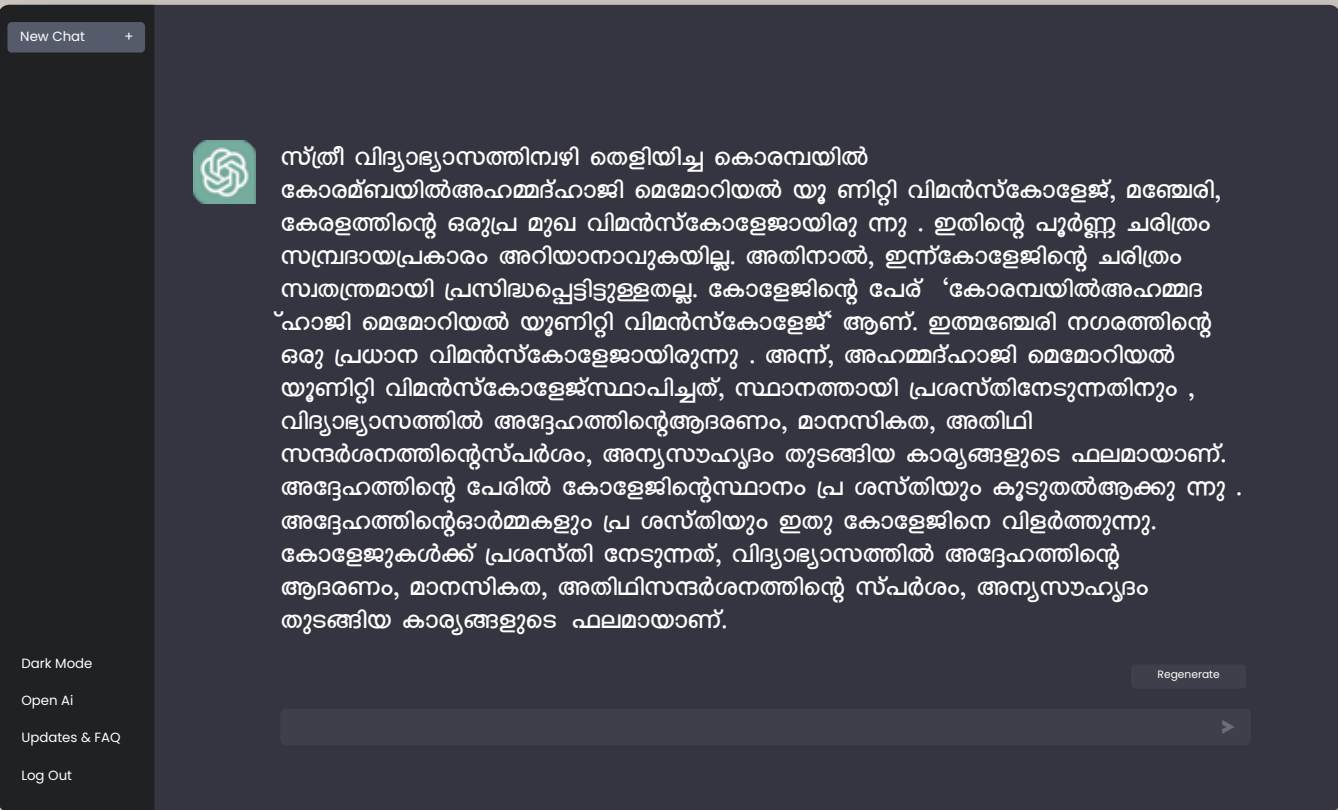 New Chat +
സ്ത്രീ വിദ്യാഭ്യാസത്തിന്വഴി തെളിയിച്ച കൊരമ്പയിൽ
കോരമ്ബയിൽഅഹമ്മദ്ഹാജി മെമോറിയൽ യൂ ണിറ്റി വിമൻസ്കോളേജ്, മഞ്ചേരി,
കേരളത്തിന്റെ ഒരുപ്ര മുഖ വിമൻസ്കോളേജായിരു ന്നു . ഇതിന്റെ പൂർണ്ണ ചരിത്രം
സമ്പ്രദായപ്രകാരം അറിയാനാവുകയില്ല. അതിനാൽ, ഇന്ന്കോളേജിന്റെ ചരിത്രം
സ്വതന്ത്രമായി പ്രസിദ്ധപ്പെട്ടിട്ടുള്ളതല്ല. കോളേജിന്റെ പേര് ‘കോരമ്പയിൽഅഹമ്മദ
്ഹാജി മെമോറിയൽ യൂണിറ്റി വിമൻസ്കോളേജ്‘ ആണ്. ഇത്മഞ്ചേരി നഗരത്തിന്റെ
ഒരു പ്രധാന വിമൻസ്കോളേജായിരുന്നു . അന്ന്, അഹമ്മദ്ഹാജി മെമോറിയൽ
യൂണിറ്റി വിമൻസ്കോളേജ്സ്ഥാപിച്ചത്, സ്ഥാനത്തായി പ്രശസ്തിനേടുന്നതിനും ,
വിദ്യാഭ്യാസത്തിൽ അദ്ദേഹത്തിന്റെആദരണം, മാനസികത, അതിഥി
സന്ദർശനത്തിന്റെസ്പർശം, അന്യസൗഹൃദം തുടങ്ങിയ കാര്യങ്ങളുടെ ഫലമായാണ്.
അദ്ദേഹത്തിന്റെ പേരിൽ കോളേജിന്റെസ്ഥാനം പ്ര ശസ്തിയും കൂടുതൽആക്കു ന്നു .
അദ്ദേഹത്തിന്റെഓർമ്മകളും പ്ര ശസ്തിയും ഇതു കോളേജിനെ വിളർത്തുന്നു.
കോളേജുകൾക്ക് പ്രശസ്തി നേടുന്നത്, വിദ്യാഭ്യാസത്തിൽ അദ്ദേഹത്തിന്റെ
ആദരണം, മാനസികത, അതിഥിസന്ദർശനത്തിന്റെ സ്പർശം, അന്യസൗഹൃദം
തുടങ്ങിയ കാര്യങ്ങളുടെ ഫലമായാണ്.
Dark Mode
Regenerate
Open Ai
Updates & FAQ
Log Out